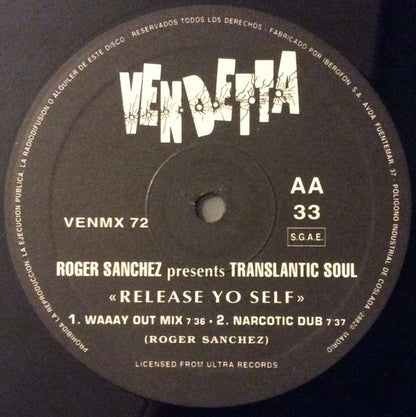 PROHIBIDA LA REPRODUCCION, LA EJECUCION PUBLICA, LA RADIODIFUSION O ALQUILER DE ESTE DISCO. RESERVADOS TODOS LOS DERECHOS - FABRICADO POR IBEROFON S.A. AVDA. FUENTEMAR, 37 - POLIGONO INDUSTRIAL DE COSLADA - 28820 MADRID
VENDETTA
VENMX 72
AA
33
S.G.A.E.
ROGER SANCHEZ presents TRANSLANTIC SOUL
«RELEASE YO SELF»
1. WAAAY OUT MIX 7'36 - 2. NARCOTIC DUB 7'37
(ROGER SANCHEZ)
LICENSED FROM ULTRA RECORDS